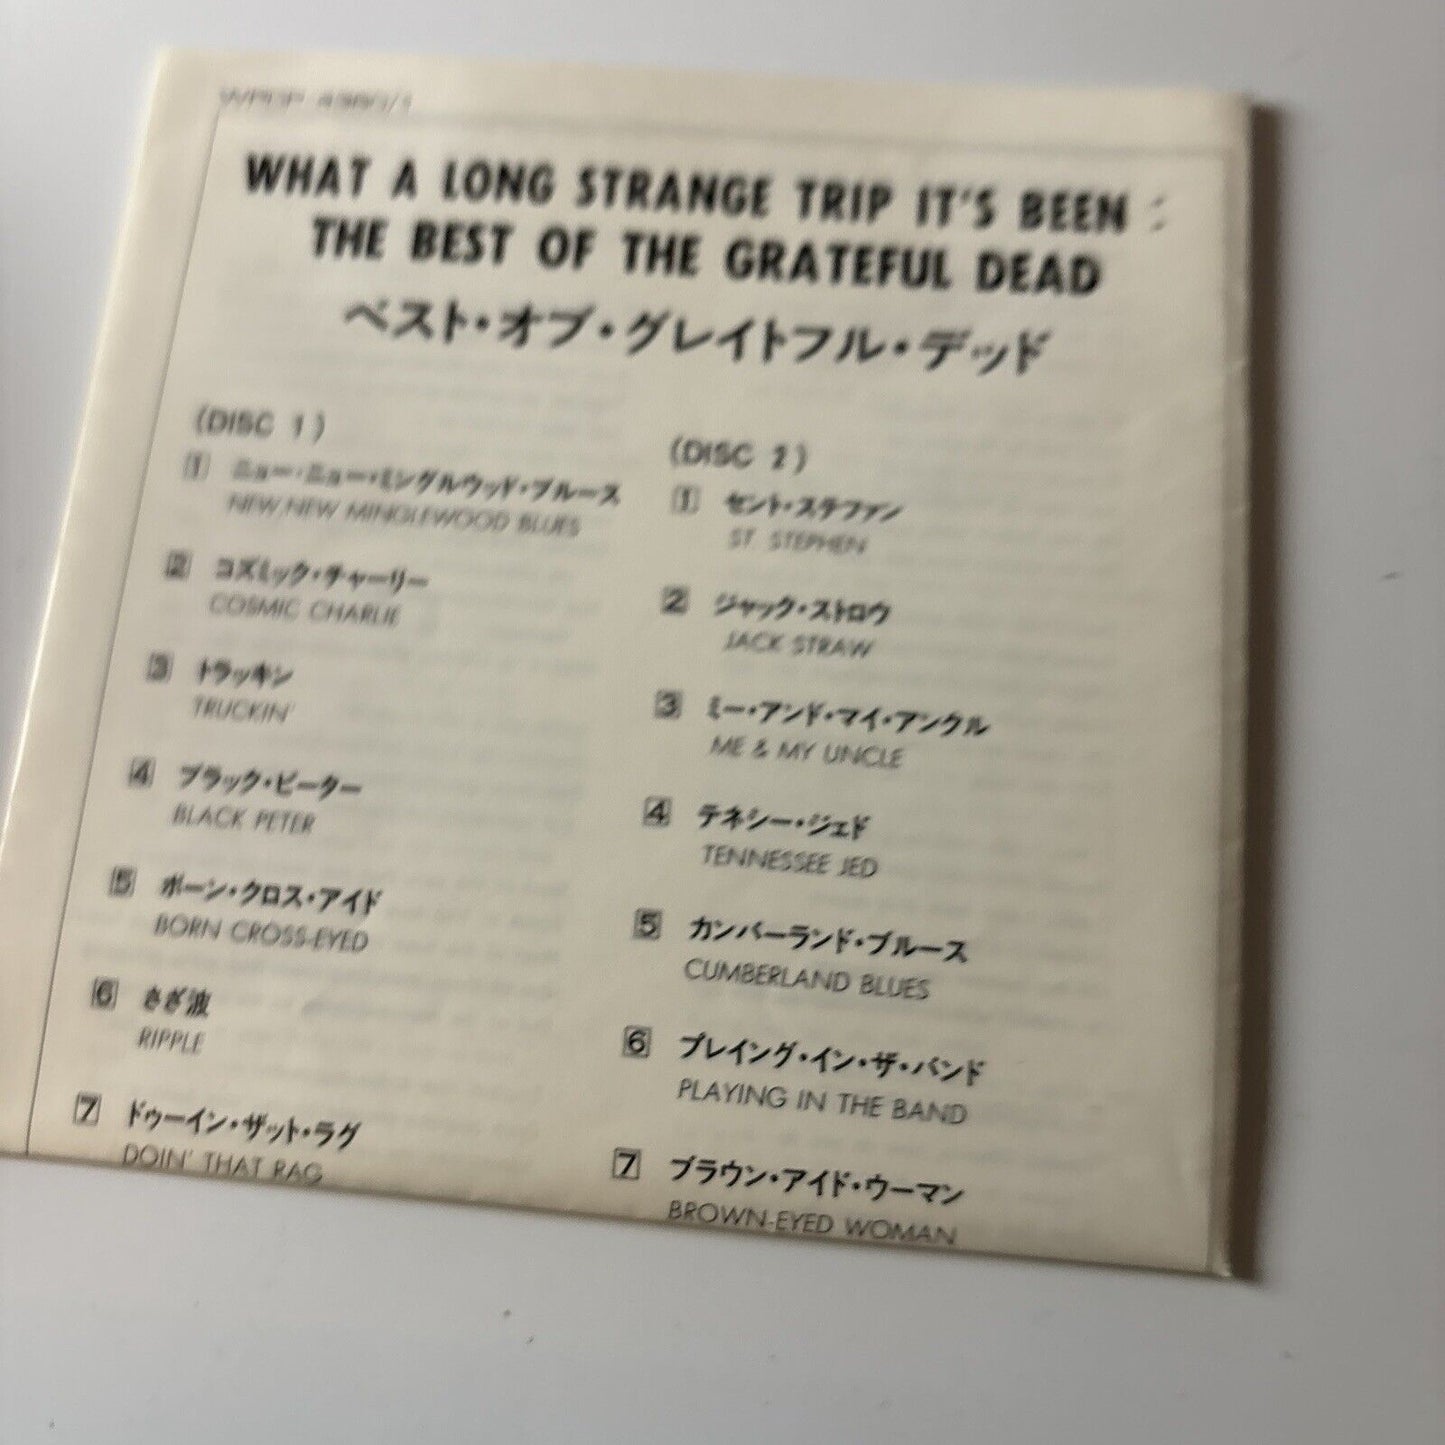 WPCP-4360/1
WHAT A LONG STRANGE TRIP IT'S BEEN :
THE BEST OF THE GRATEFUL DEAD
ベスト・オブ・グレイトフル・デッド
(DISC 1)
1 ニュー・ニュー・ミングルウッド・ブルース
NEW, NEW MINGLEWOOD BLUES
2 コズミック・チャーリー
COSMIC CHARLIE
3 トラッキン
TRUCKIN'
4 ブラック・ピーター
BLACK PETER
5 ボーン・クロス・アイド
BORN CROSS-EYED
6 さざ波
RIPPLE
7 ドゥーイン・ザット・ラグ
DOIN' THAT RAG
(DISC 2)
1 セント・ステファン
ST. STEPHEN
2 ジャック・ストロウ
JACK STRAW
3 ミー・アンド・マイ・アンクル
ME & MY UNCLE
4 テネシー・ジェド
TENNESSEE JED
5 カンバーランド・ブルース
CUMBERLAND BLUES
6 プレイング・イン・ザ・バンド
PLAYING IN THE BAND
7 ブラウン・アイド・ウーマン
BROWN-EYED WOMAN